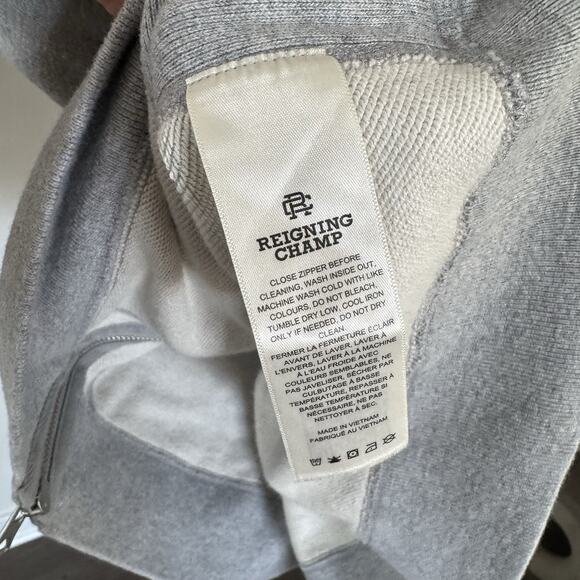 RC
REIGNING
CHAMP
CLOSE ZIPPER BEFORE
CLEANING, WASH INSIDE OUT,
MACHINE WASH COLD WITH LIKE
COLOURS, DO NOT BLEACH,
TUMBLE DRY LOW, COOL IRON
ONLY IF NEEDED, DO NOT DRY
CLEAN
FERMER LA FERMETURE ECLAIR
AVANT DE LAVER, LAVER À
L'ENVERS, LAVER À LA MACHINE
À L'EAU FROIDE AVEC
COULEURS SEMBLABLES, NE
PAS JAVELISER, SÉCHER PAR
CULBUTAGE À BASSE
TEMPÉRATURE, REPASSER À
BASSE TEMPÉRATURE SI
NÉCESSAIRE, NE PAS
NETTOYER À SEC.
MADE IN VIETNAM
FABRIQUÉ AU VIETNAM